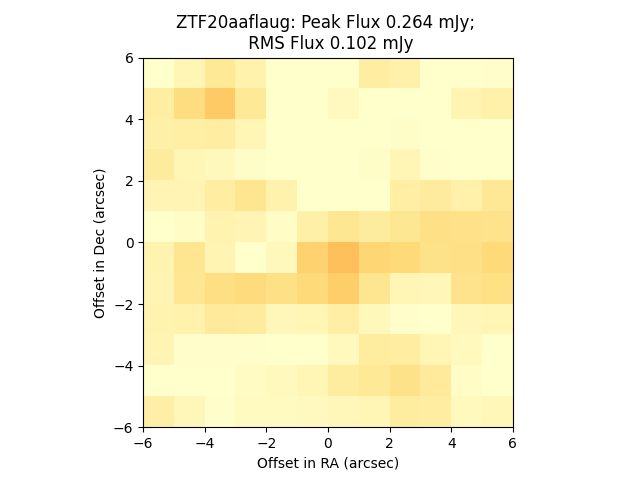 ZTF20aaflaug: Peak Flux 0.264 mJy;
RMS Flux 0.102 mJy
6
4
2
0
−2
−4
−6
Offset in Dec (arcsec)
−6 −4 −2 0 2 4 6
Offset in RA (arcsec)